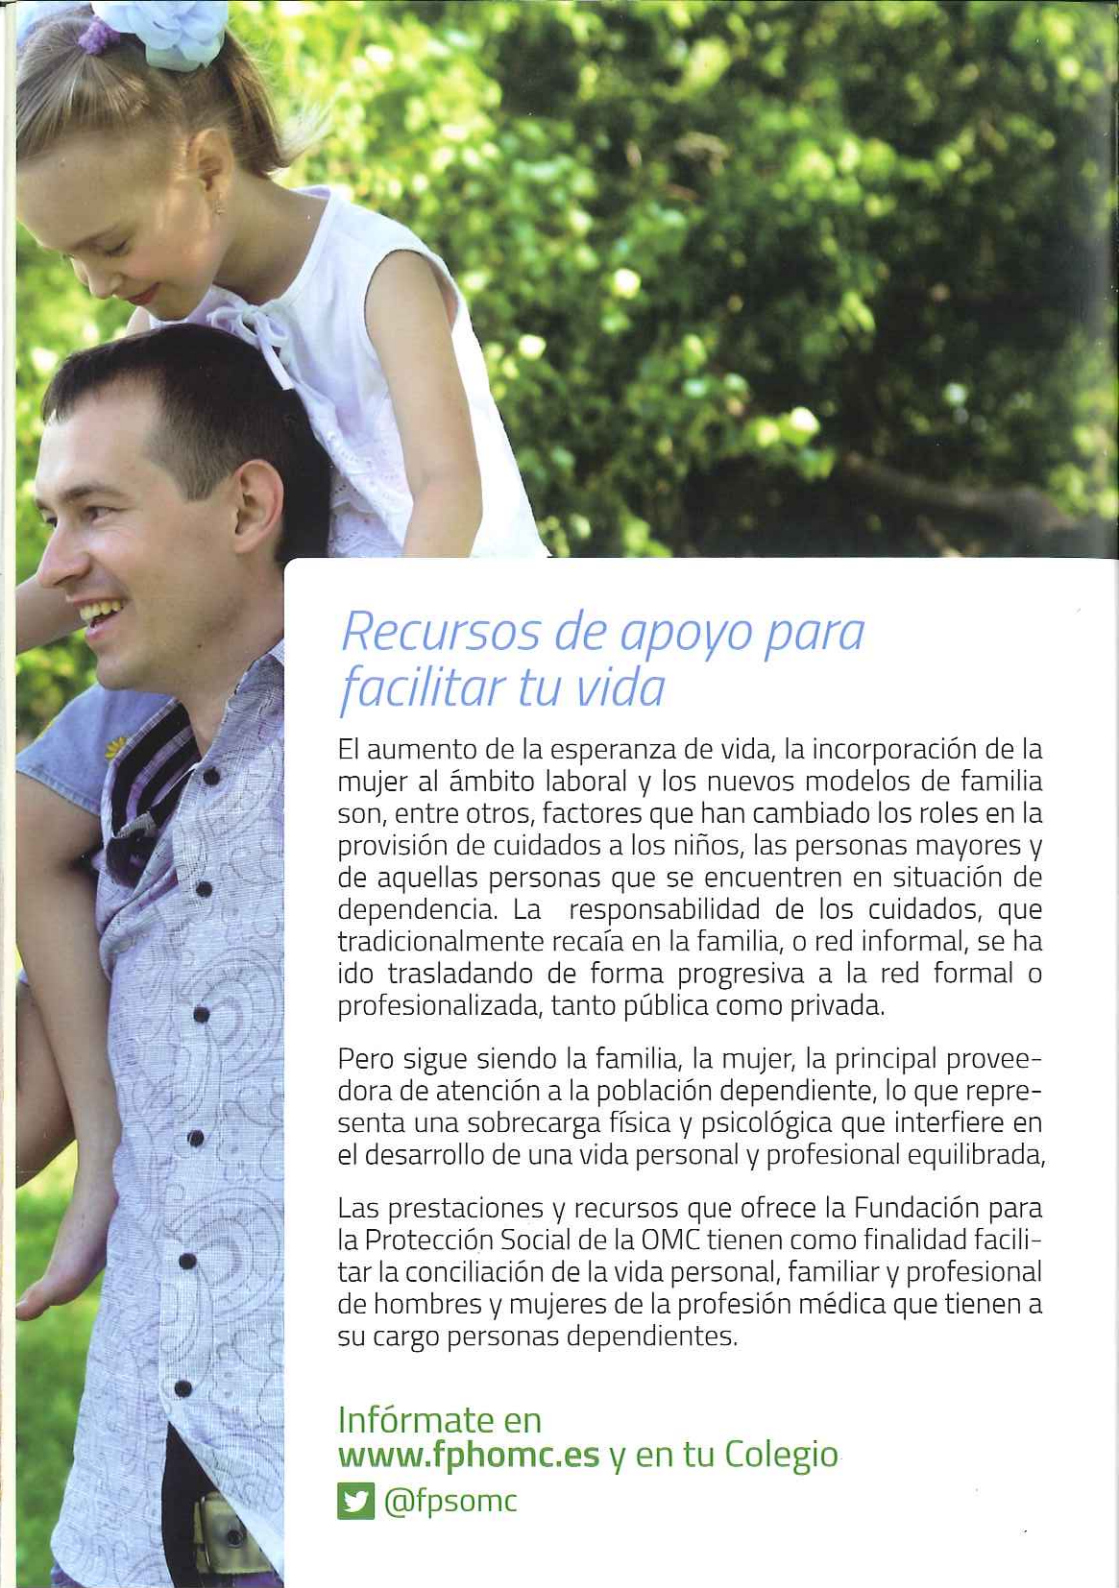 Recursos de apoyo para
facilitar tu vida
El aumento de la esperanza de vida, la incorporación de la
mujer al ámbito laboral y los nuevos modelos de familia
son, entre otros, factores que han cambiado los roles en la
provisión de cuidados a los niños, las personas mayores y
de aquellas personas que se encuentren en situación de
dependencia. La responsabilidad de los cuidados, que
tradicionalmente recaía en la familia, o red informal, se ha
ido trasladando de forma progresiva a la red formal o
profesionalizada, tanto pública como privada.
Pero sigue siendo la familia, la mujer, la principal provee-
dora de atención a la población dependiente, lo que repre-
senta una sobrecarga física y psicológica que interfiere en
el desarrollo de una vida personal y profesional equilibrada,
Las prestaciones y recursos que ofrece la Fundación para
la Protección Social de la OMC tienen como finalidad facili-
tar la conciliación de la vida personal, familiar y profesional
de hombres y mujeres de la profesión médica que tienen a
su cargo personas dependientes.
Infórmate en
www.fphomc.es y en tu Colegio
@fpsomc